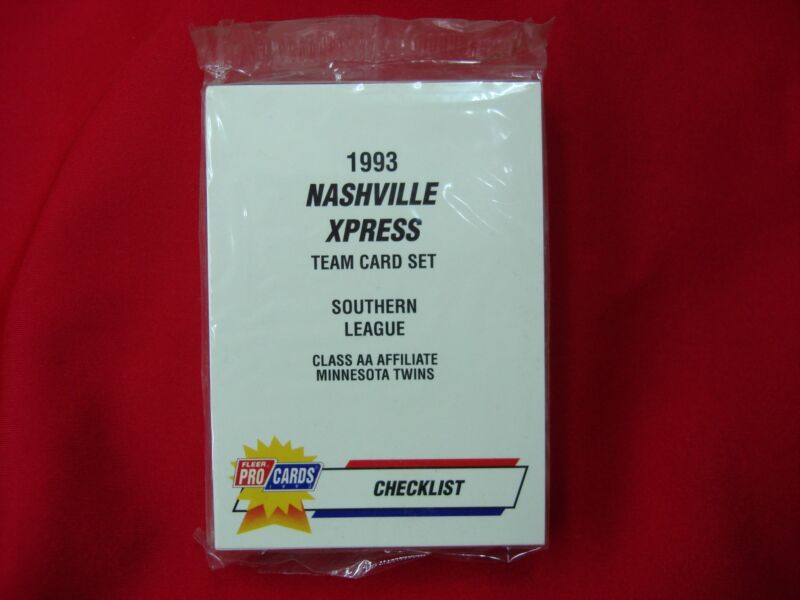 1993
NASHVILLE
XPRESS
TEAM CARD SET
SOUTHERN
LEAGUE
CLASS AA AFFILIATE
MINNESOTA TWINS
FLEER
PRO CARDS
CHECKLIST